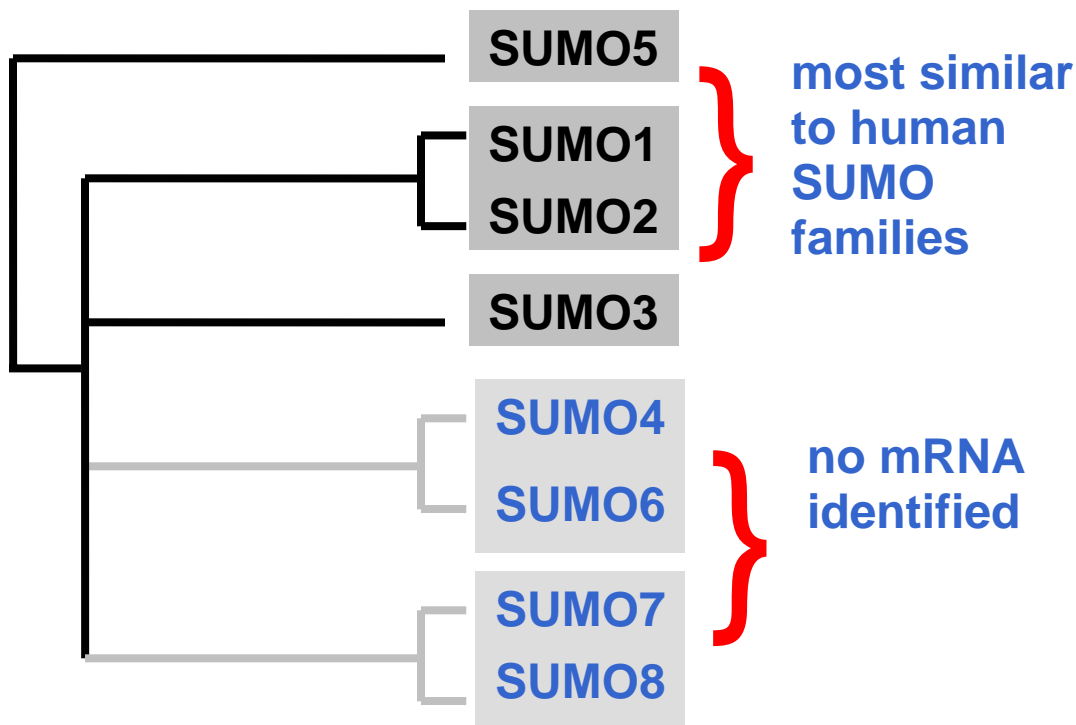 SUMO5
SUMO1
SUMO2
SUMO3
SUMO4
SUMO6
SUMO7
SUMO8
most similar
to human
SUMO
families
no mRNA
identified